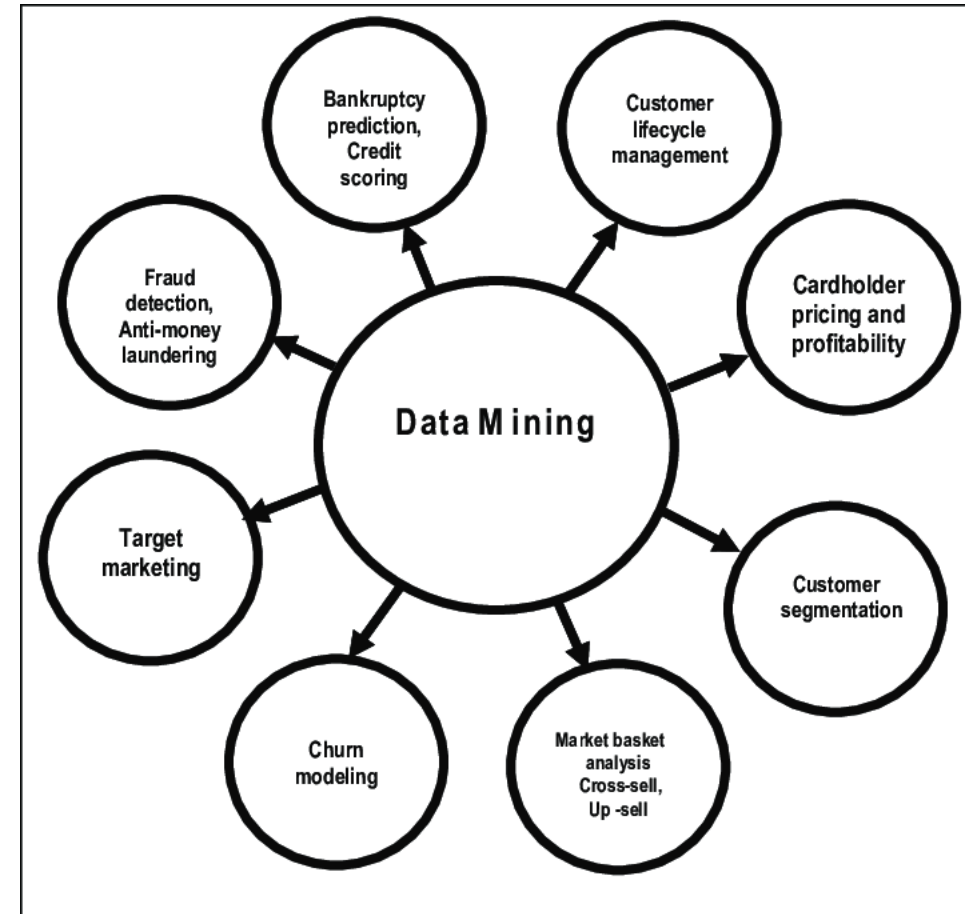 Bankruptcy
prediction,
Credit
scoring
Customer
lifecycle
management
Fraud
detection,
Anti-money
laundering
Cardholder
pricing and
profitability
Data Mining
Target
marketing
Customer
segmentation
Churn
modeling
Market basket
analysis
Cross-sell,
Up -sell